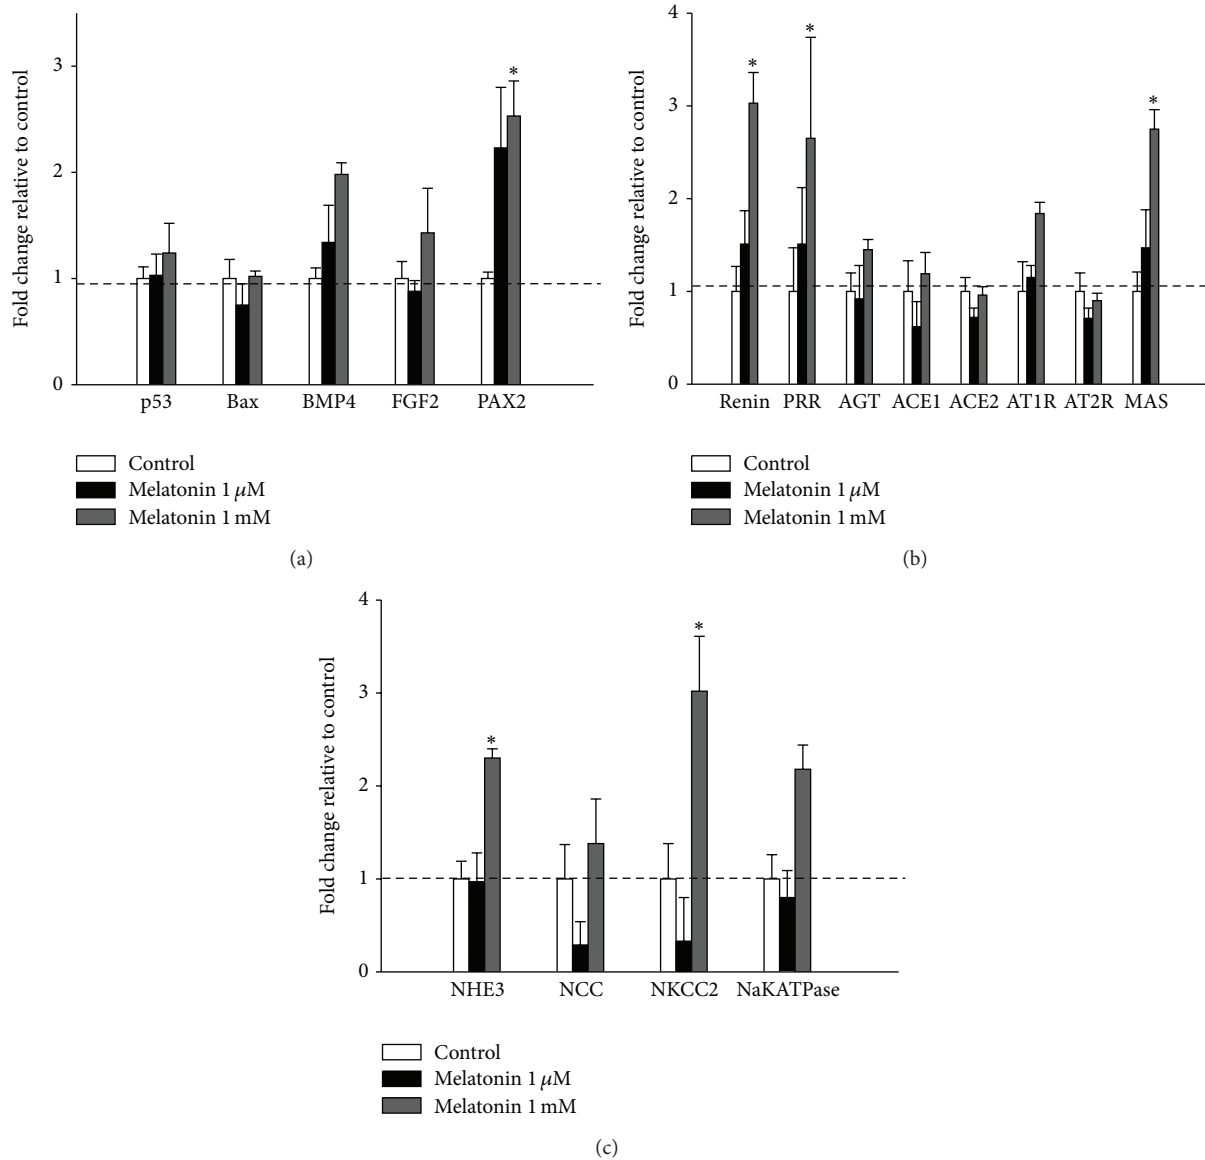 Fold change relative to control
3
2
1
0
*
p53 Bax BMP4 FGF2 PAX2
Control
Melatonin 1 μM
Melatonin 1 mM
(a)
Fold change relative to control
4
3
2
1
0
* * *
Renin PRR AGT ACE1 ACE2 AT1R AT2R MAS
Control
Melatonin 1 μM
Melatonin 1 mM
(b)
Fold change relative to control
4
3
2
1
0
* *
NHE3 NCC NKCC2 NaKATPase
Control
Melatonin 1 μM
Melatonin 1 mM
(c)